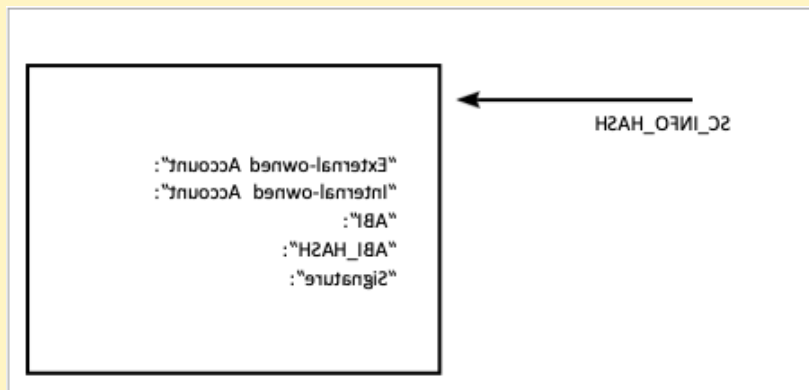 SC_INFO_HASH
"External-owned Account":
"Internal-owned Account":
"ABI":
"ABI_HASH":
"Signature":